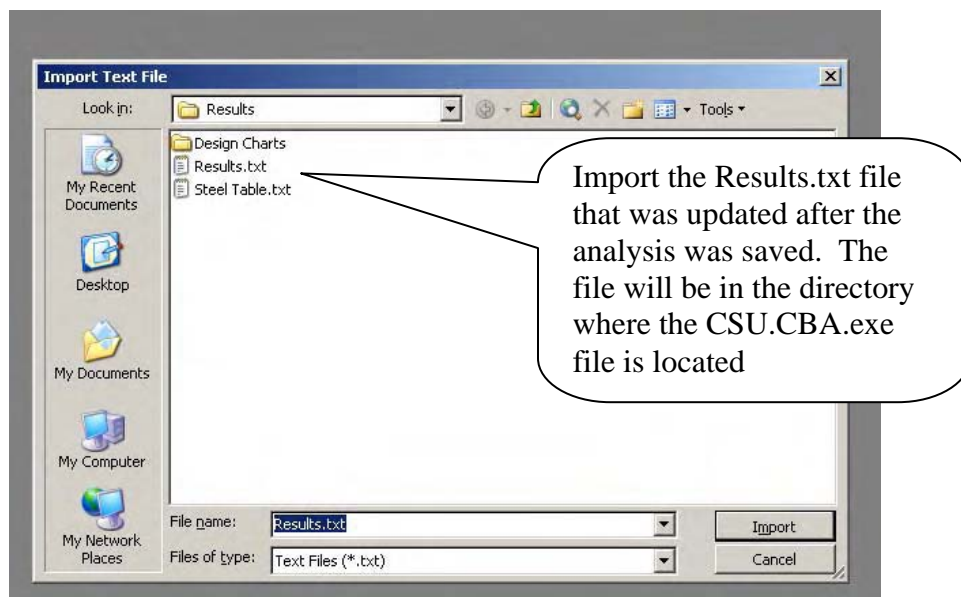 Import Text File
Look in:
Results
Tools
Design Charts
Results.txt
Steel Table.txt
My Recent
Documents
Desktop
My Documents
My Computer
My Network
Places
Import the Results.txt file
that was updated after the
analysis was saved.  The
file will be in the directory
where the CSU.CBA.exe
file is located
File name:
Results.txt
Import
Files of type:
Text Files (*.txt)
Cancel